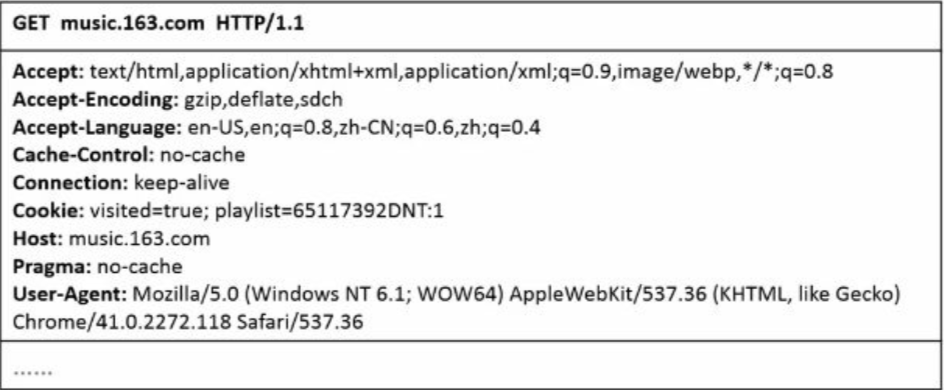 GET music.163.com HTTP/1.1
Accept: text/html,application/xhtml+xml,application/xml;q=0.9,image/webp,*/*;q=0.8
Accept-Encoding: gzip,deflate,sdch
Accept-Language: en-US,en;q=0.8,zh-CN;q=0.6,zh;q=0.4
Cache-Control: no-cache
Connection: keep-alive
Cookie: visited=true; playlist=65117392DNT:1
Host: music.163.com
Pragma: no-cache
User-Agent: Mozilla/5.0 (Windows NT 6.1; WOW64) AppleWebKit/537.36 (KHTML, like Gecko)
Chrome/41.0.2272.118 Safari/537.36
......